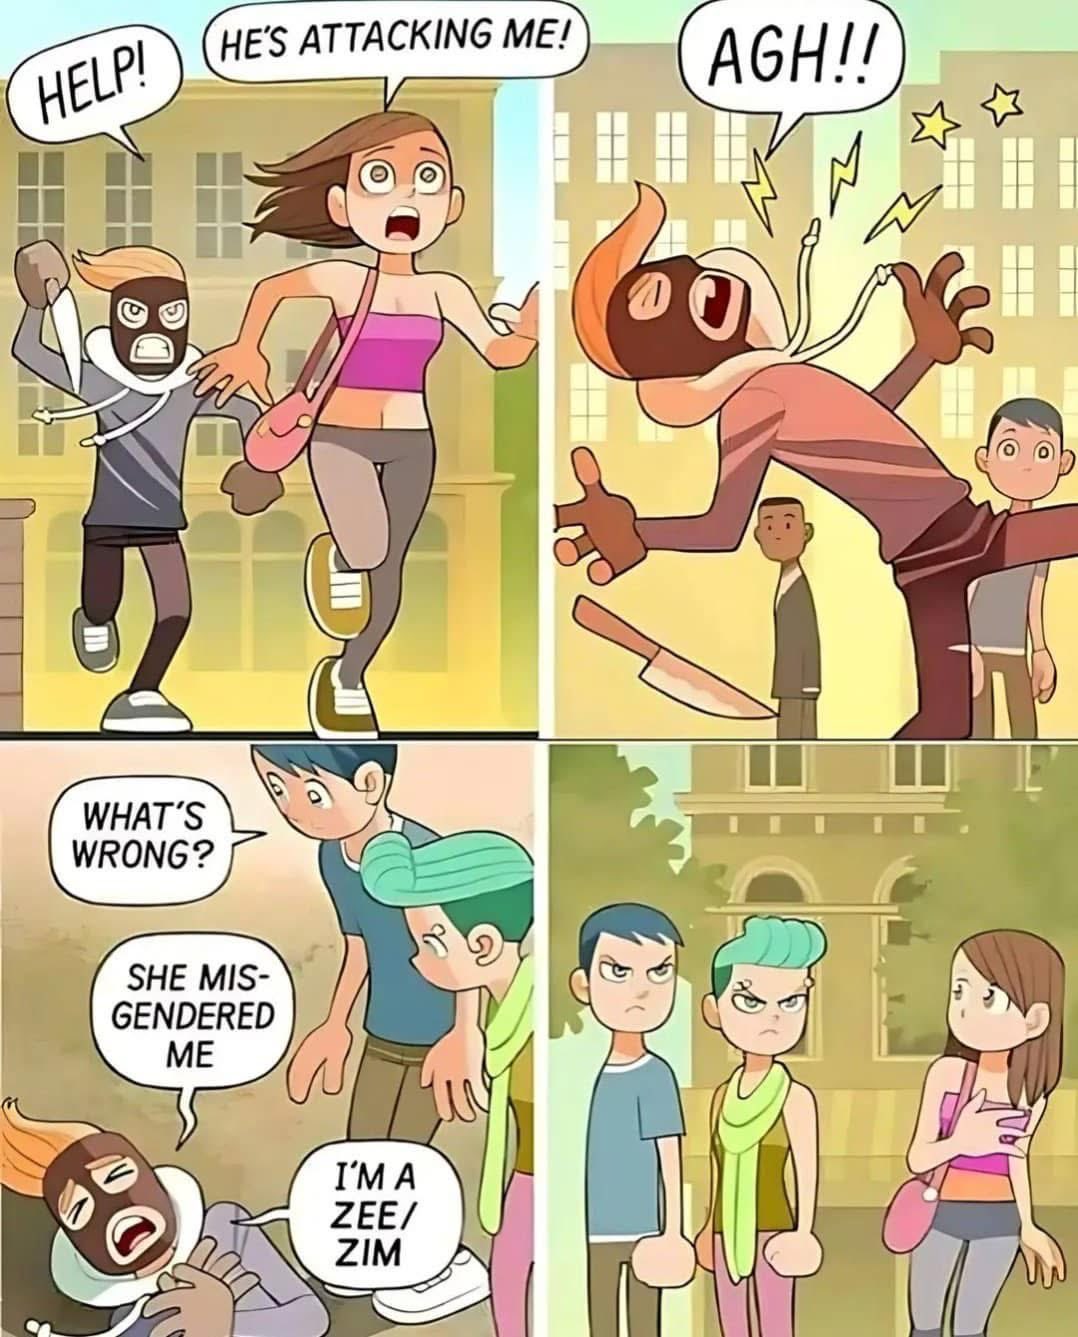 HELP!
HE'S ATTACKING ME!
AGH!!
WHAT'S
WRONG?
SHE MIS-
GENDERED
ME
I'M A
ZEE/
ZIM